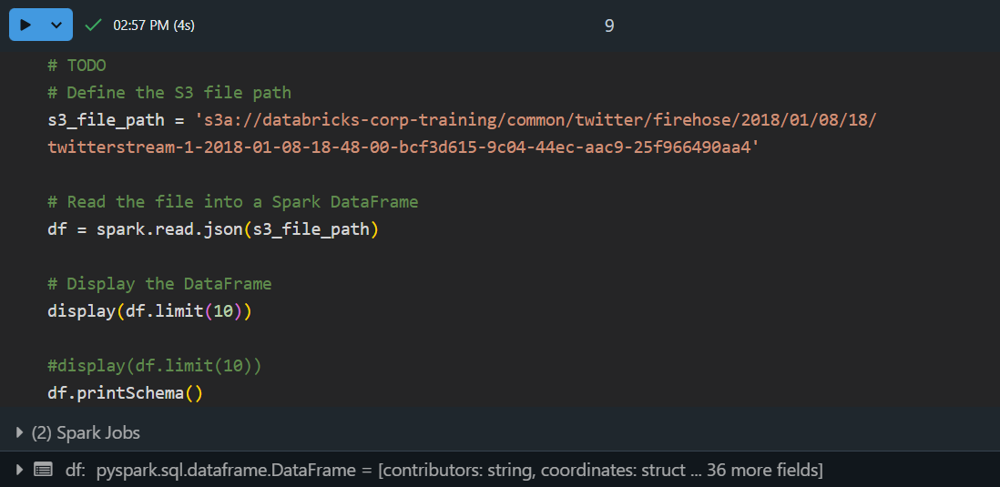 02:57 PM (4s)
9
# TODO
# Define the S3 file path
s3_file_path = 's3a://databricks-corp-training/common/twitter/firehose/2018/01/08/18/
twitterstream-1-2018-01-08-18-48-00-bcf3d615-9c04-44ec-aac9-25f966490aa4'
# Read the file into a Spark DataFrame
df = spark.read.json(s3_file_path)
# Display the DataFrame
display(df.limit(10))
#display(df.limit(10))
df.printSchema()
(2) Spark Jobs
df: pyspark.sql.dataframe.DataFrame = [contributors: string, coordinates: struct ... 36 more fields]